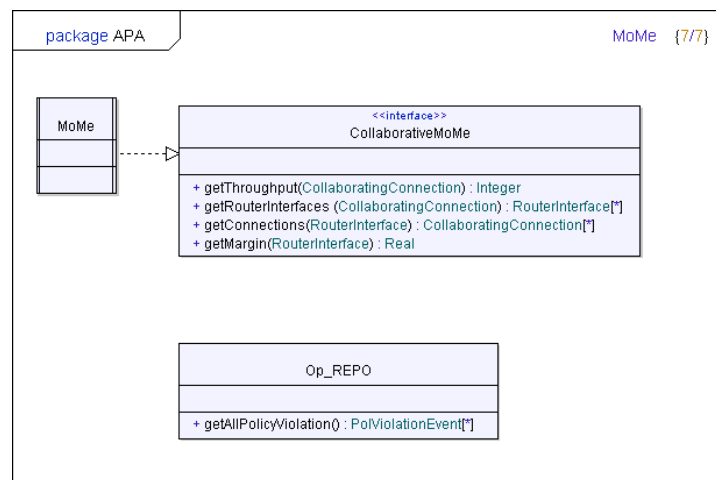 package APA
MoMe {7/7}
MoMe
<<interface>>
CollaborativeMoMe
+ getThroughput(CollaboratingConnection) : Integer
+ getRouterInterfaces (CollaboratingConnection) : RouterInterface[*]
+ getConnections(RouterInterface) : CollaboratingConnection[*]
+ getMargin(RouterInterface) : Real
Op_REPO
+ getAllPolicyViolation() : PolViolationEvent[*]